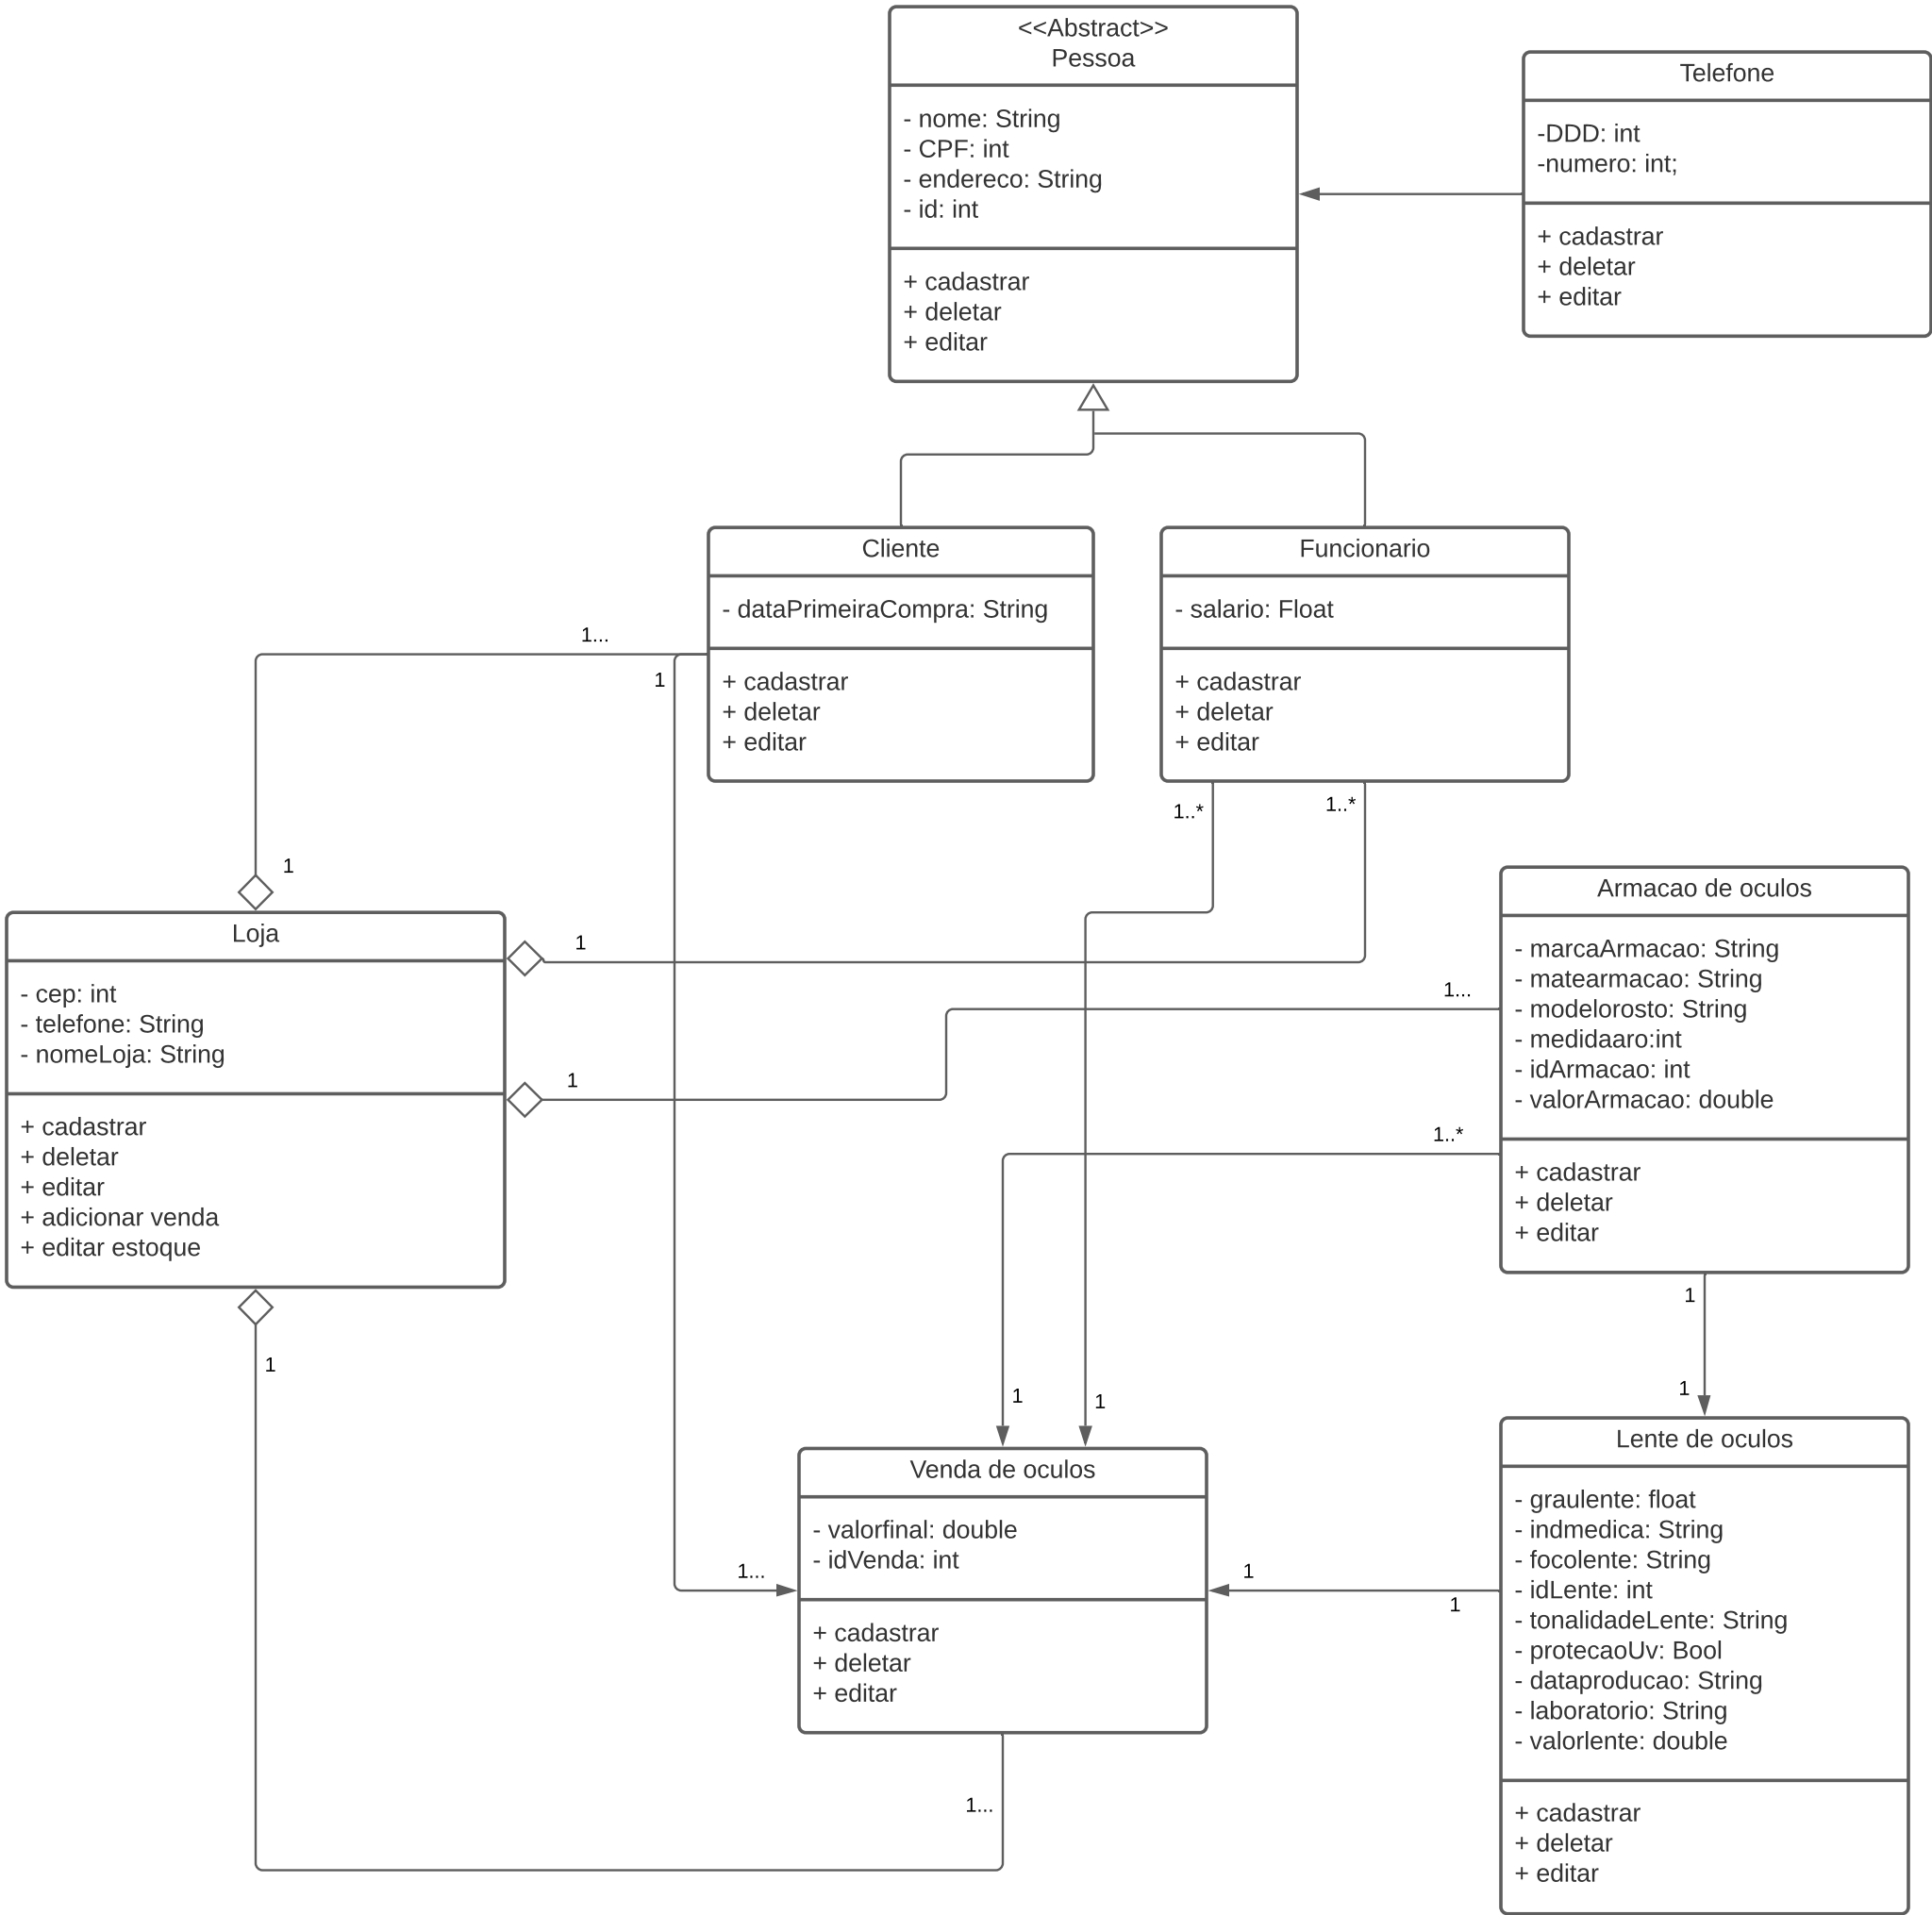 <<Abstract>>
Pessoa
- nome: String
- CPF: int
- endereco: String
- id: int
+ cadastrar
+ deletar
+ editar
Telefone
-DDD: int
-numero: int;
+ cadastrar
+ deletar
+ editar
Cliente
- dataPrimeiraCompra: String
+ cadastrar
+ deletar
+ editar
Funcionario
- salario: Float
+ cadastrar
+ deletar
+ editar
1...
1
1
1..*
1..*
Loja
- cep: int
- telefone: String
- nomeLoja: String
+ cadastrar
+ deletar
+ editar
+ adicionar venda
+ editar estoque
1
1
1...
1..*
Armacao de oculos
- marcaArmacao: String
- matearmacao: String
- modelorosto: String
- medidaaro:int
- idArmacao: int
- valorArmacao: double
+ cadastrar
+ deletar
+ editar
1
1
1
1
1
Venda de oculos
- valorfinal: double
- idVenda: int
+ cadastrar
+ deletar
+ editar
1...
1
1
1...
Lente de oculos
- graulente: float
- indmedica: String
- focolente: String
- idLente: int
- tonalidadeLente: String
- protecaoUv: Bool
- dataproducao: String
- laboratorio: String
- valorlente: double
+ cadastrar
+ deletar
+ editar